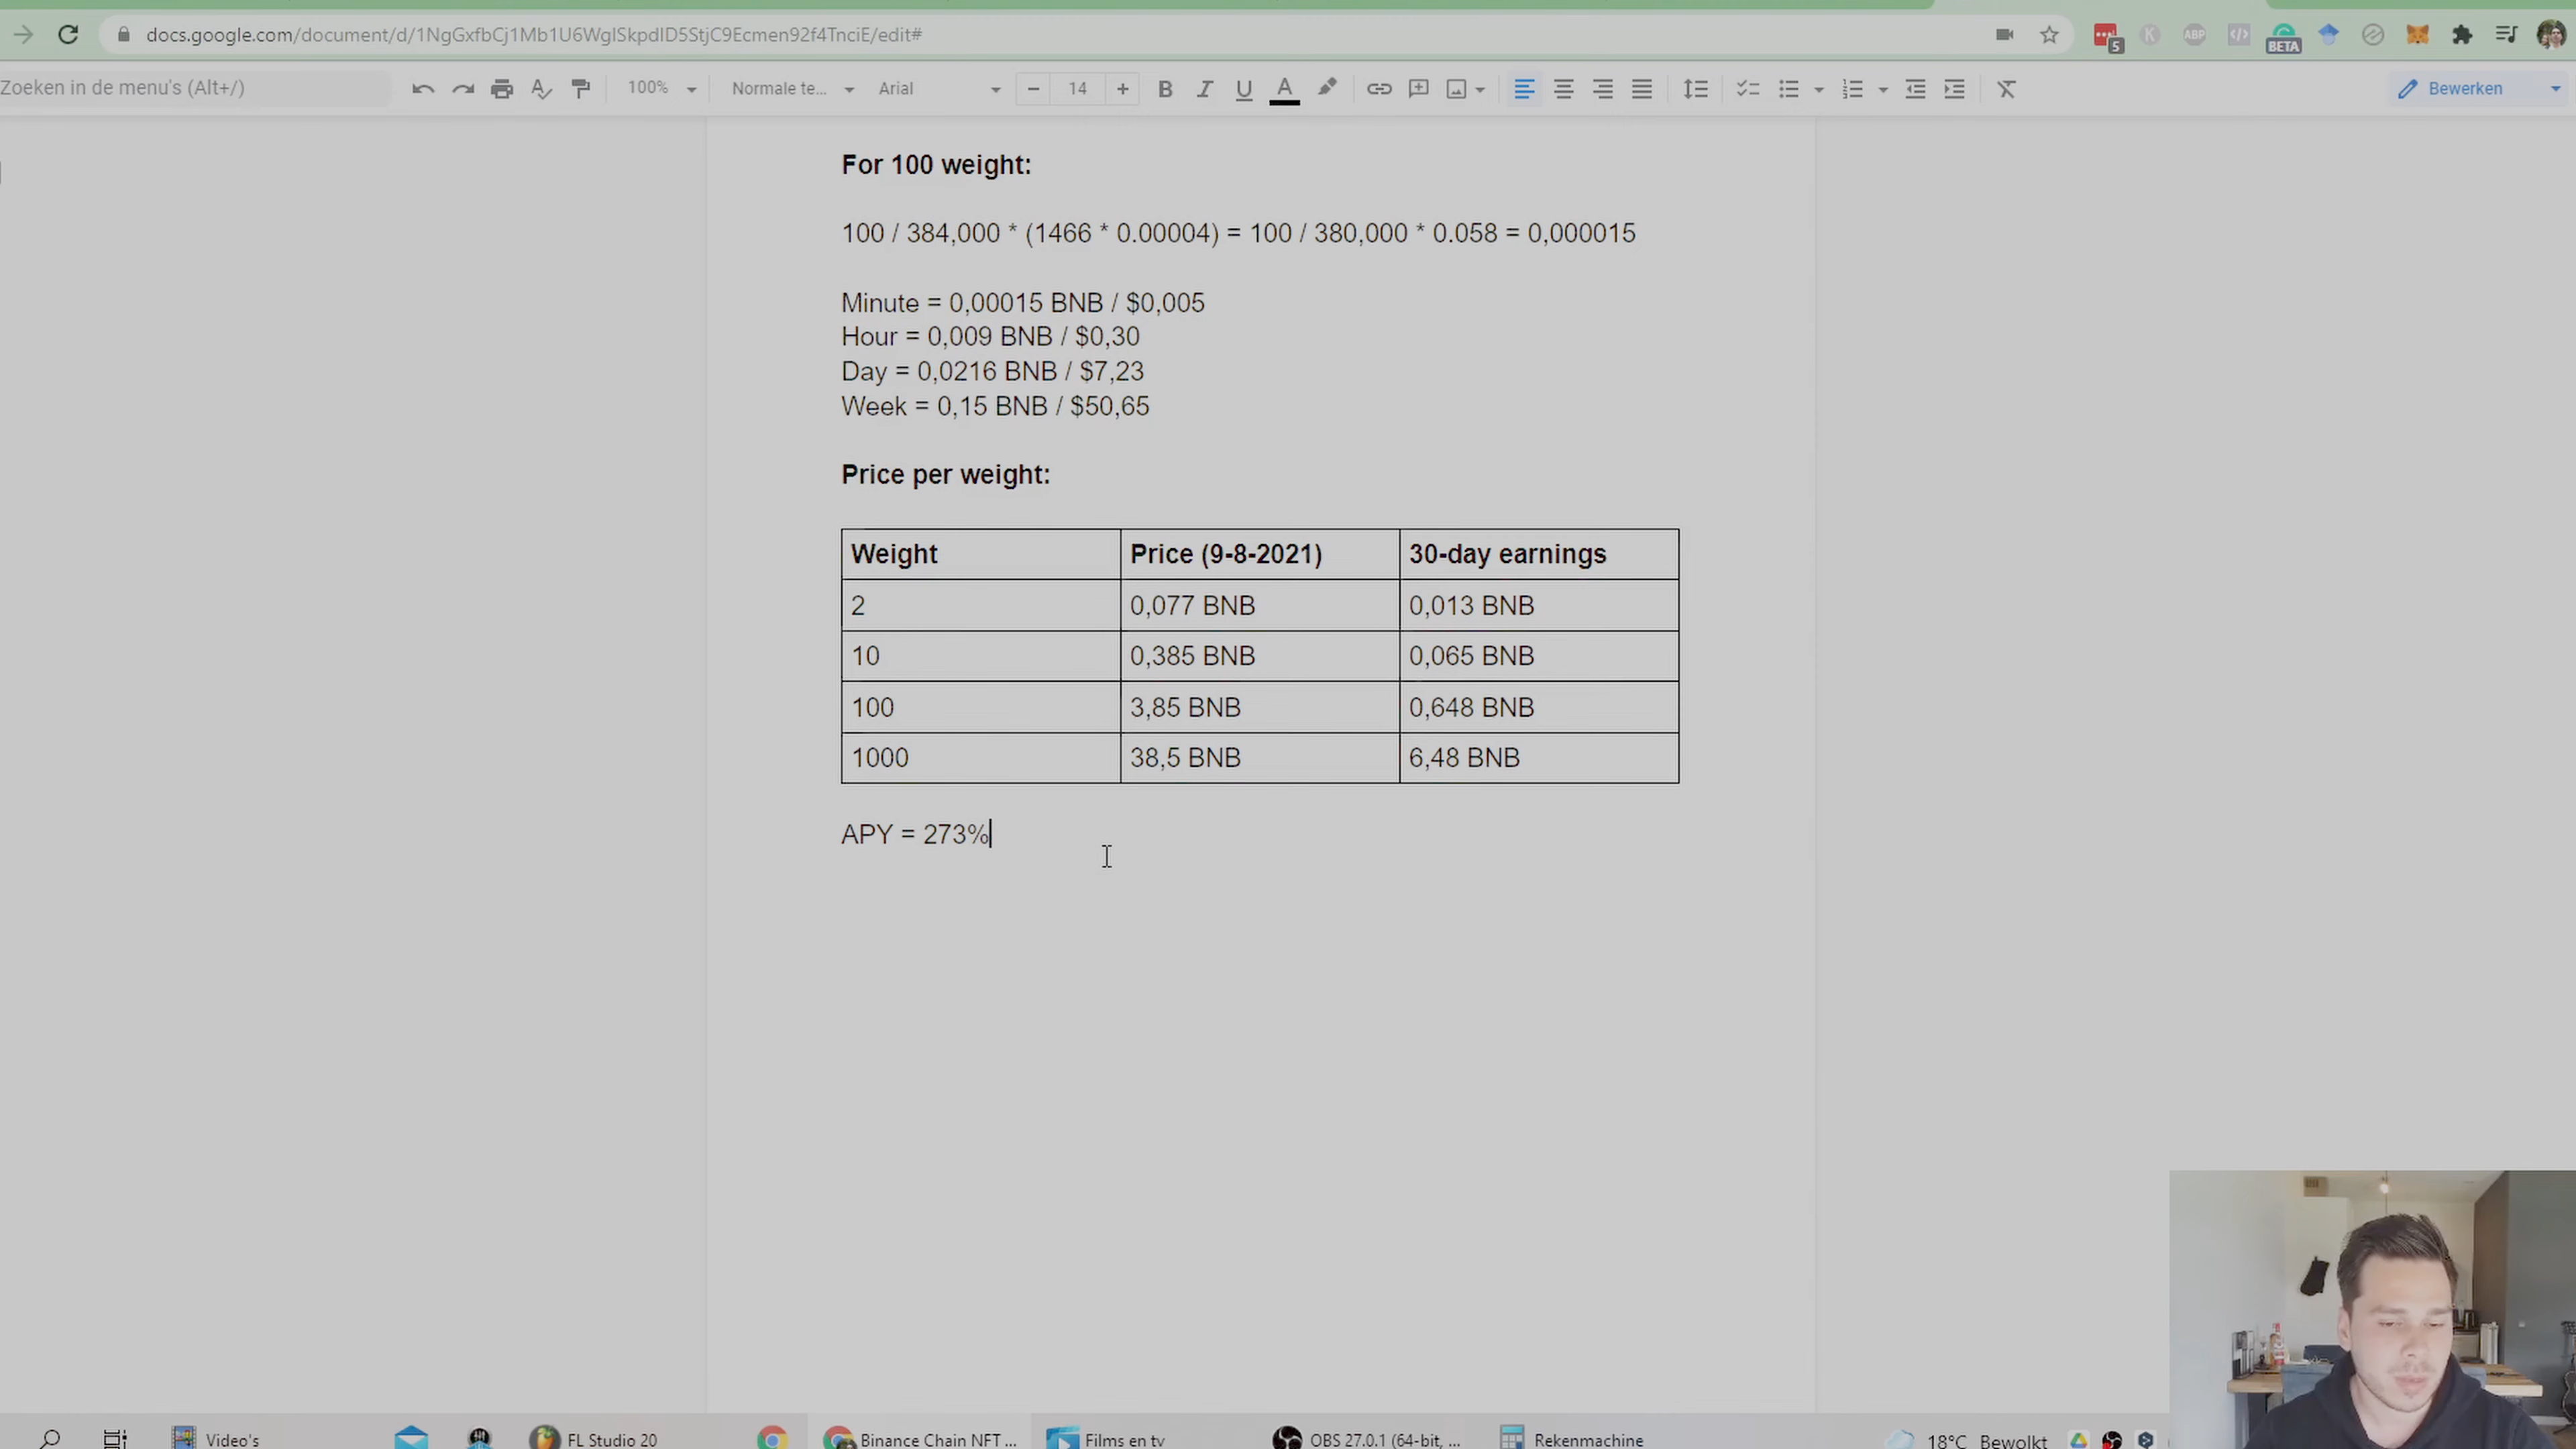 docs.google.com/document/d/1NgGxfbCj1Mb1U6WgISkpdID5StjC9Ecmen92f4TnciE/edit#
5
K
ABP
BETA
Zoeken in de menu's (Alt+/)
100%
Normale te...
Arial
14
B
I
U
A
Bewerken
For 100 weight:
100 / 384,000 * (1466 * 0.00004) = 100 / 380,000 * 0.058 = 0,000015
Minute = 0,00015 BNB / $0,005
Hour = 0,009 BNB / $0,30
Day = 0,0216 BNB / $7,23
Week = 0,15 BNB / $50,65
Price per weight:
Weight Price (9-8-2021) 30-day earnings
2 0,077 BNB 0,013 BNB
10 0,385 BNB 0,065 BNB
100 3,85 BNB 0,648 BNB
1000 38,5 BNB 6,48 BNB
APY = 273%
Video's
FL Studio 20
Binance Chain NFT ...
Films en tv
OBS 27.0.1 (64-bit, ...
Rekenmachine
18°C Bewolkt